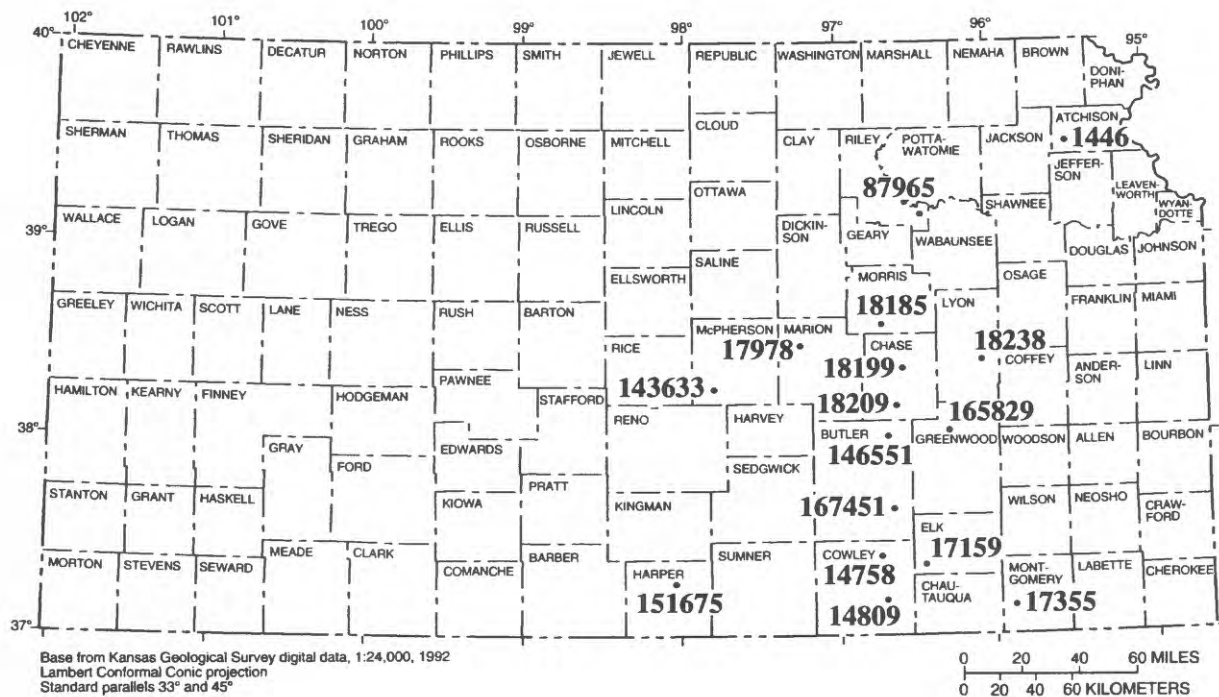 102° 101° 100° 99° 98° 97° 96° 95°
40°
CHEYENNE RAWLINS DECATUR NORTON PHILLIPS SMITH JEWELL REPUBLIC WASHINGTON MARSHALL NEMAHA BROWN
DONI-
PHAN
ATCHISON
1446
SHERMAN THOMAS SHERIDAN GRAHAM ROOKS OSBORNE MITCHELL CLOUD CLAY RILEY POTTA-
WATOMIE
JACKSON
JEFFER-
SON
LEAVEN-
WORTH
WYAN-
DOTTE
87965
OTTAWA
LINCOLN
SHAWNEE
39°
WALLACE LOGAN GOVE TREGO ELLIS RUSSELL
DICKIN-
SON
GEARY WABAUNSEE DOUGLAS JOHNSON
SALINE
ELLSWORTH
MORRIS
18185
OSAGE
LYON
FRANKLIN MIAMI
GREELEY WICHITA SCOTT LANE NESS RUSH BARTON
RICE
McPHERSON MARION
17978
CHASE
18199
18238
COFFEY
ANDER-
SON
LINN
HAMILTON KEARNY FINNEY HODGEMAN PAWNEE STAFFORD
143633
18209
165829
38°
RENO HARVEY
BUTLER
146551
GREENWOOD WOODSON ALLEN BOURBON
GRAY
FORD
EDWARDS
PRATT
SEDGWICK
STANTON GRANT HASKELL KIOWA KINGMAN
167451
WILSON NEOSHO
CRAW-
FORD
ELK
17159
MEADE CLARK
MORTON STEVENS SEWARD COMANCHE BARBER
HARPER
151675
SUMNER
COWLEY
14758
14809
CHAU-
TAUQUA
MONT-
GOMERY
17355
LABETTE CHEROKEE
37°
Base from Kansas Geological Survey digital data, 1:24,000, 1992
Lambert Conformal Conic projection
Standard parallels 33° and 45°
0 20 40 60 MILES
0 20 40 60 KILOMETERS